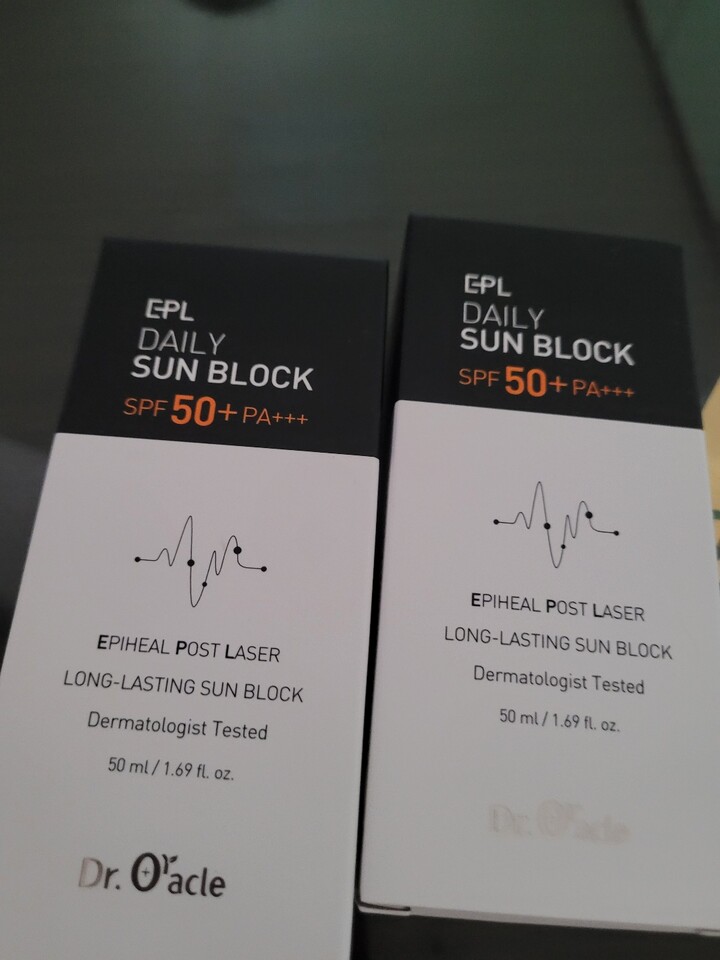 EPL
DAILY
SUN BLOCK
SPF 50+ PA+++
EPIHEAL POST LASER
LONG-LASTING SUN BLOCK
Dermatologist Tested
50 ml / 1.69 fl. oz.
Dr. Oracle
EPL
DAILY
SUN BLOCK
SPF 50+ PA+++
EPIHEAL POST LASER
LONG-LASTING SUN BLOCK
Dermatologist Tested
50 ml / 1.69 fl. oz.
Dr. Oracle